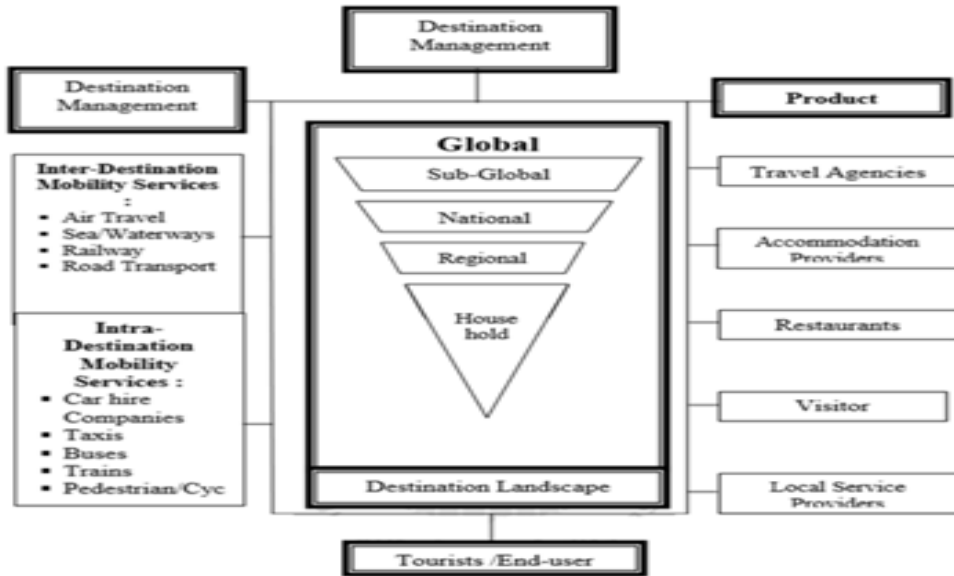 Destination
Management
Destination
Management
Product
Inter-Destination
Mobility Services
:
▪ Air Travel
▪ Sea/Waterways
▪ Railway
▪ Road Transport
Intra-
Destination
Mobility
Services :
▪ Car hire
Companies
▪ Taxis
▪ Buses
▪ Trains
▪ Pedestrian/Cyc
Global
Sub-Global
National
Regional
House
hold
Destination Landscape
Travel Agencies
Accommodation
Providers
Restaurants
Visitor
Local Service
Providers
Tourists /End-user